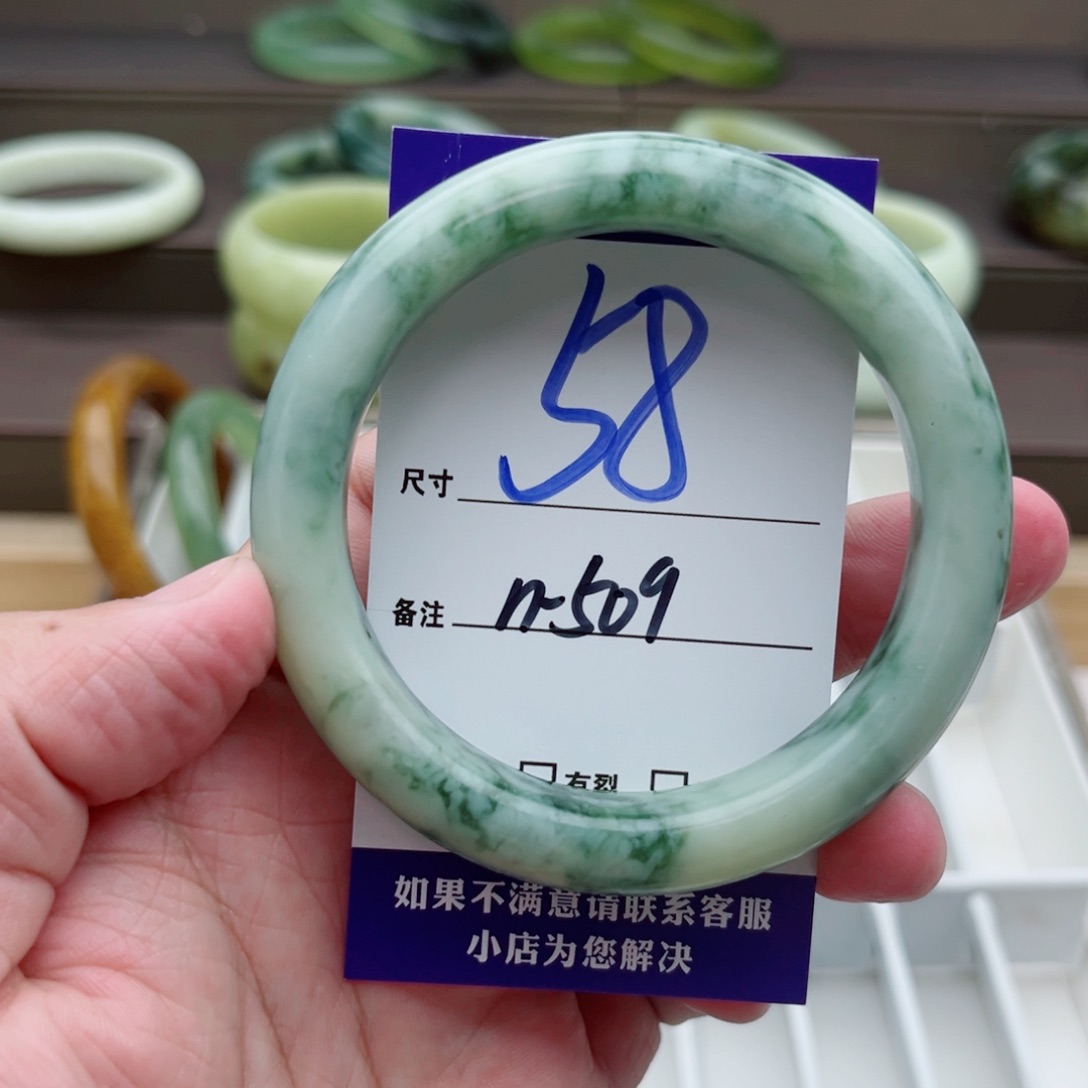 尺寸 58
备注 n-509
有裂
如果不满意请联系客服
小店为您解决